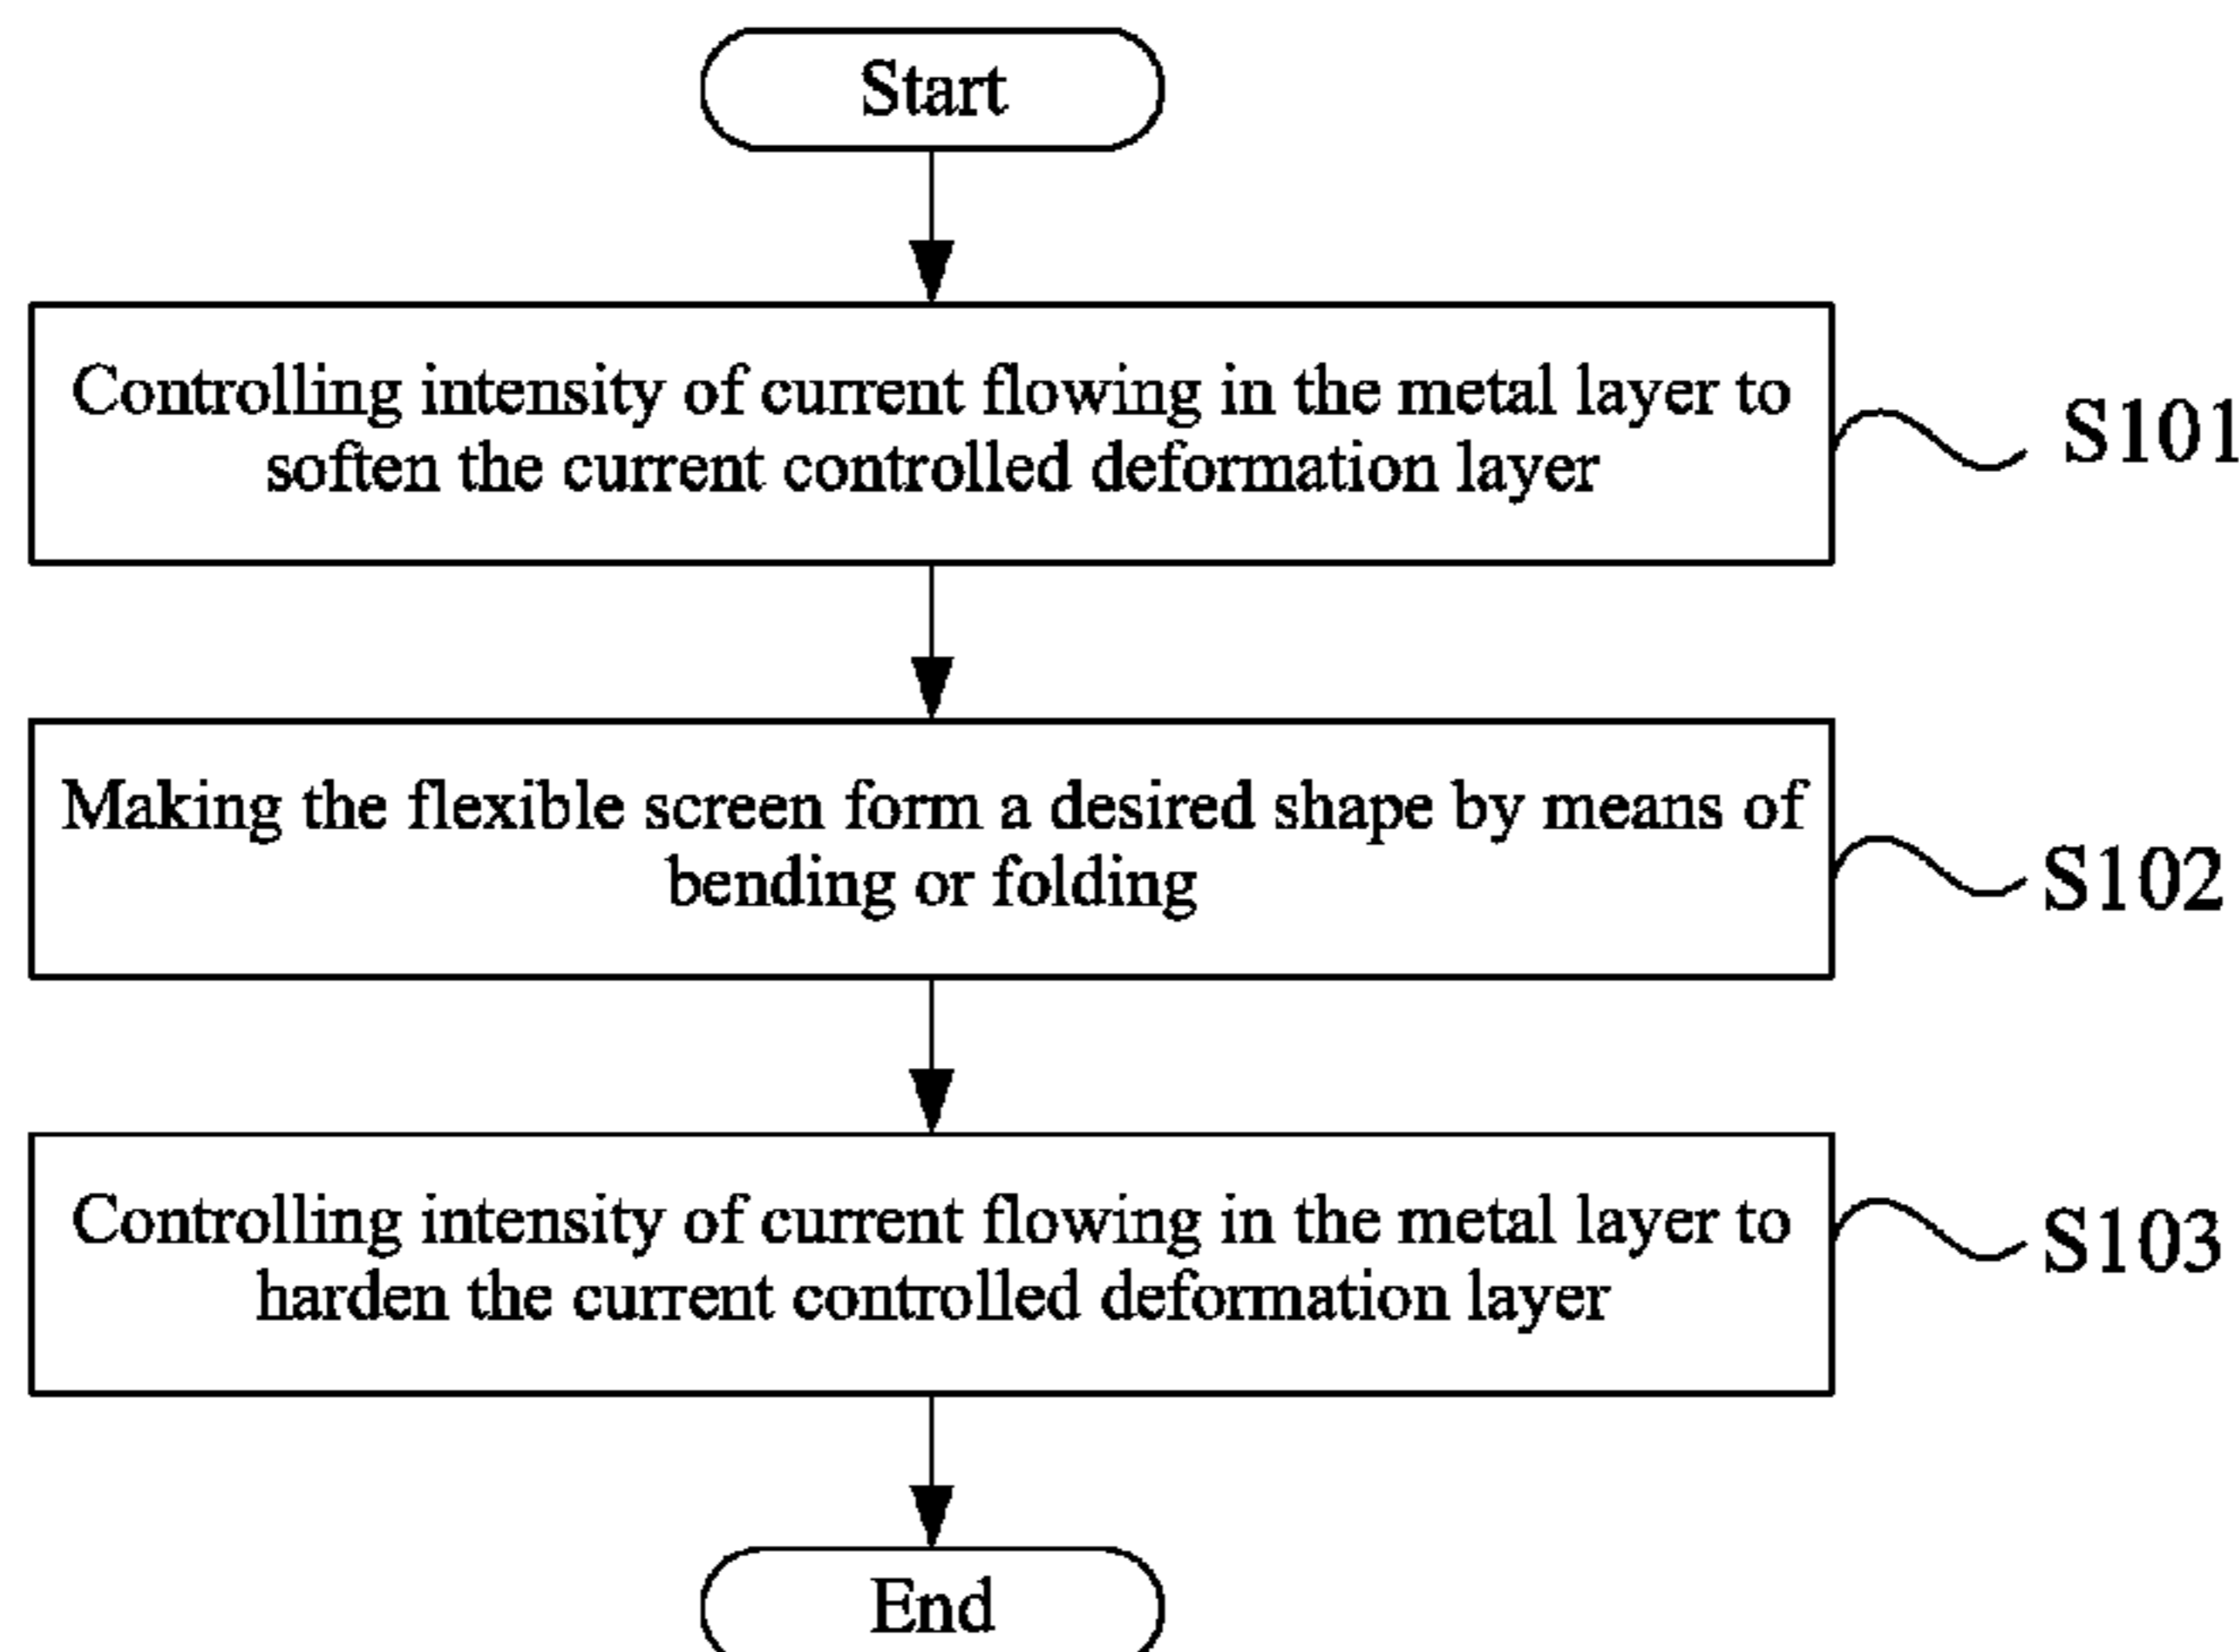 Start
Controlling intensity of current flowing in the metal layer to
soften the current controlled deformation layer
S101
Making the flexible screen form a desired shape by means of
bending or folding
S102
Controlling intensity of current flowing in the metal layer to
harden the current controlled deformation layer
S103
End